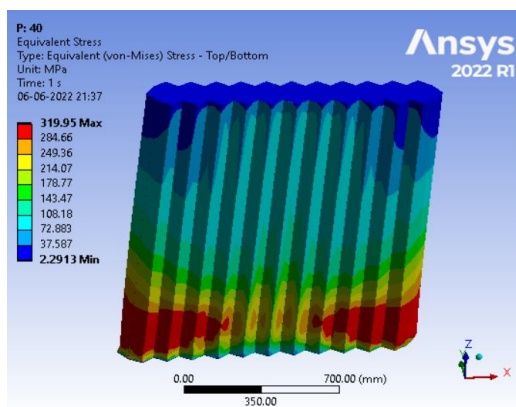 P: 40
Equivalent Stress
Type: Equivalent (von-Mises) Stress - Top/Bottom
Unit: MPa
Time: 1 s
06-06-2022 21:37
319.95 Max
284.66
249.36
214.07
178.77
143.47
108.18
72.883
37.587
2.2913 Min
Ansys
2022 R1
0.00
700.00 (mm)
350.00
Z
X